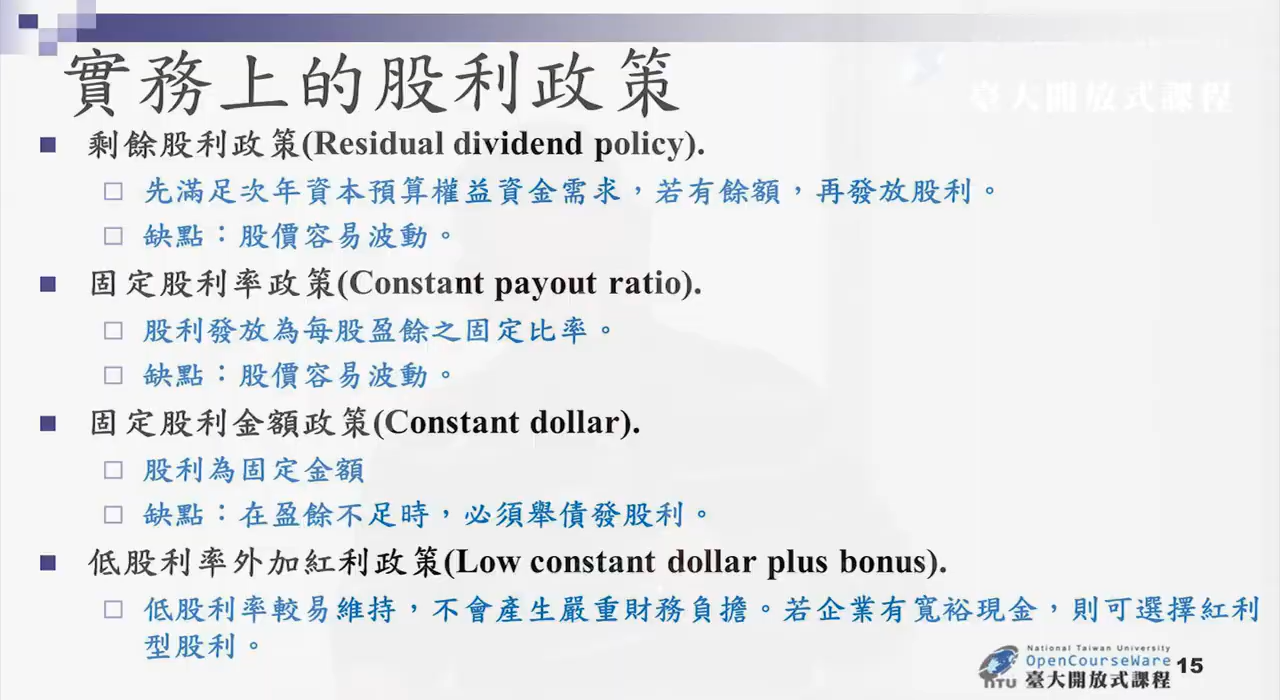 臺大開放式課程
實務上的股利政策
剩餘股利政策(Residual dividend policy).
先滿足次年資本預算權益資金需求，若有餘額，再發放股利。
缺點：股價容易波動。
固定股利率政策(Constant payout ratio).
股利發放為每股盈餘之固定比率。
缺點：股價容易波動。
固定股利金額政策(Constant dollar).
股利為固定金額
缺點：在盈餘不足時，必須舉債發股利。
低股利率外加紅利政策(Low constant dollar plus bonus).
低股利率較易維持，不會產生嚴重財務負擔。若企業有寬裕現金，則可選擇紅利
型股利。
National Taiwan University
OpenCourseWare
NTU 臺大開放式課程
15